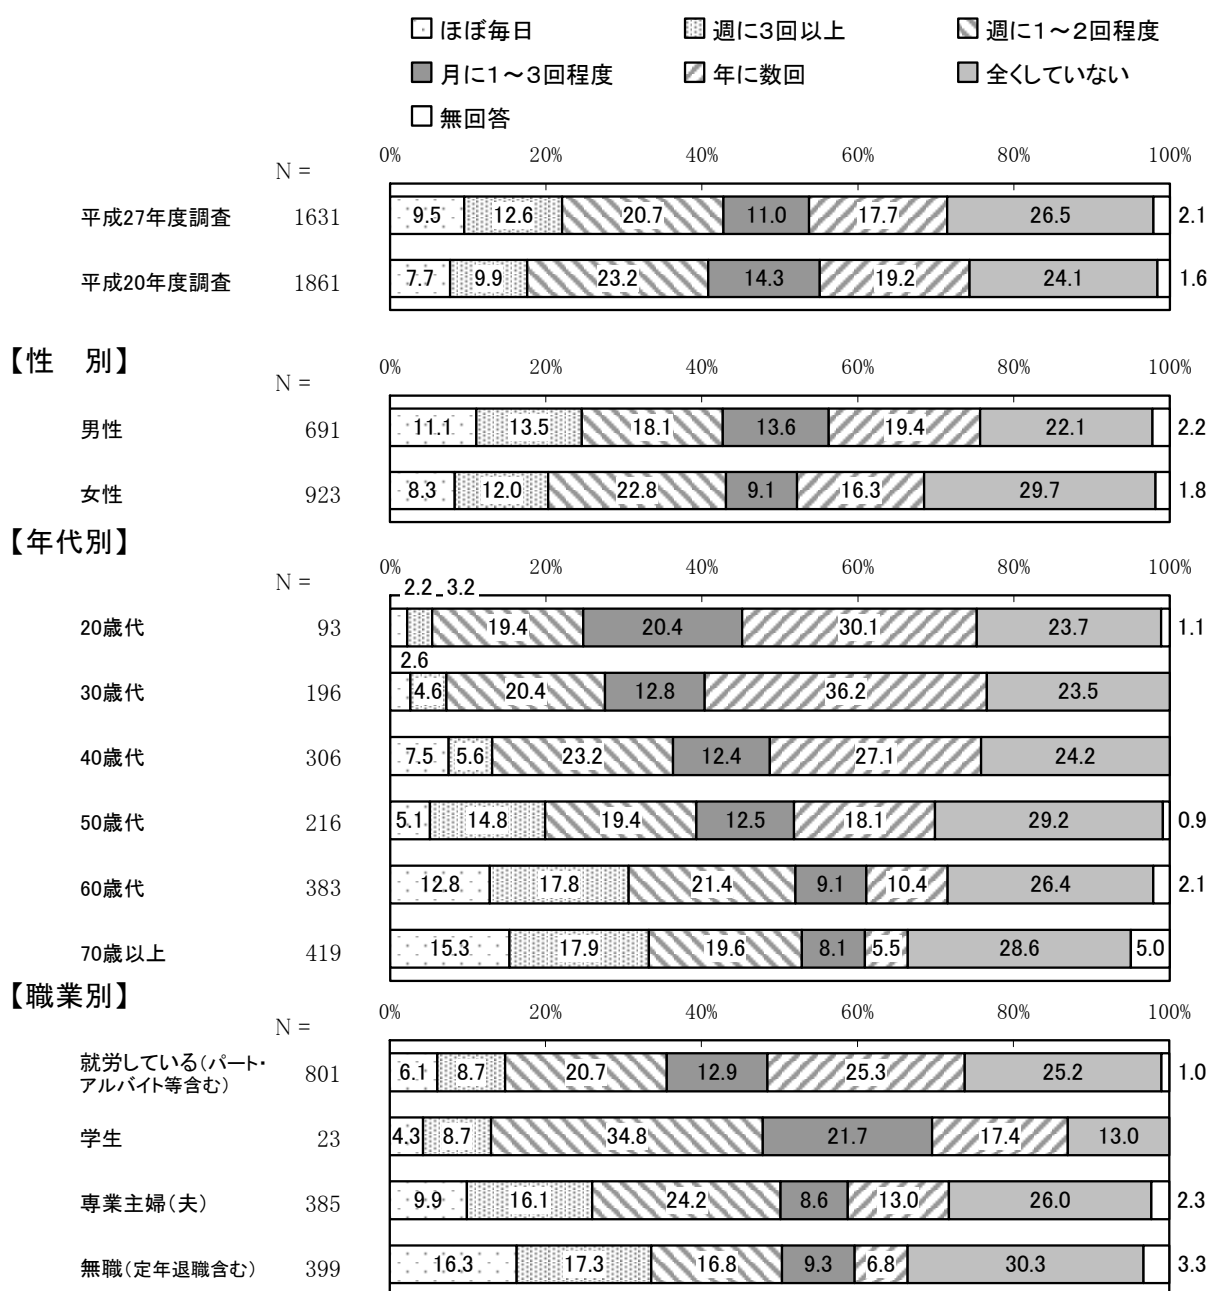 ほぼ毎日 週に3回以上 週に1～2回程度
月に1～3回程度 年に数回 全くしていない
無回答
N = 0% 20% 40% 60% 80% 100%
平成27年度調査 1631 9.5 12.6 20.7 11.0 17.7 26.5 2.1
平成20年度調査 1861 7.7 9.9 23.2 14.3 19.2 24.1 1.6
【性　別】
N = 0% 20% 40% 60% 80% 100%
男性 691 11.1 13.5 18.1 13.6 19.4 22.1 2.2
女性 923 8.3 12.0 22.8 9.1 16.3 29.7 1.8
【年代別】
N = 0% 20% 40% 60% 80% 100%
2.2 3.2
20歳代 93 19.4 20.4 30.1 23.7 1.1
2.6
30歳代 196 4.6 20.4 12.8 36.2 23.5
40歳代 306 7.5 5.6 23.2 12.4 27.1 24.2
50歳代 216 5.1 14.8 19.4 12.5 18.1 29.2 0.9
60歳代 383 12.8 17.8 21.4 9.1 10.4 26.4 2.1
70歳以上 419 15.3 17.9 19.6 8.1 5.5 28.6 5.0
【職業別】
N = 0% 20% 40% 60% 80% 100%
就労している（パート・
アルバイト等含む） 801 6.1 8.7 20.7 12.9 25.3 25.2 1.0
学生 23 4.3 8.7 34.8 21.7 17.4 13.0
専業主婦（夫） 385 9.9 16.1 24.2 8.6 13.0 26.0 2.3
無職（定年退職含む） 399 16.3 17.3 16.8 9.3 6.8 30.3 3.3